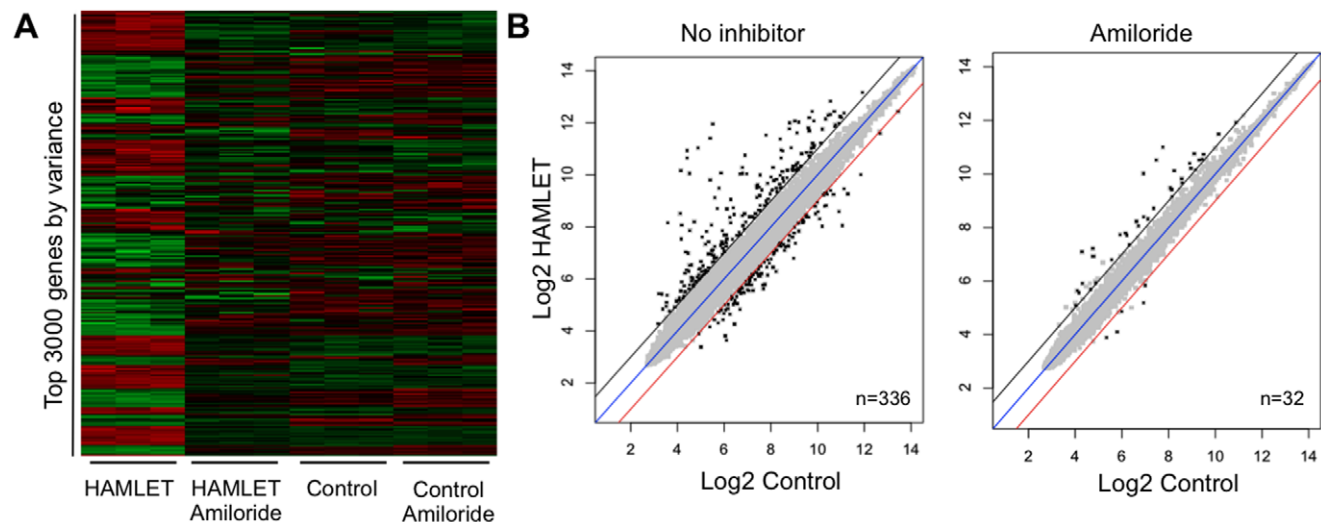 A
Top 3000 genes by variance
HAMLET
HAMLET
Amiloride
Control
Control
Amiloride
B
No inhibitor
Log2 HAMLET
14
12
10
8
6
4
2
n=336
2 4 6 8 10 12 14
Log2 Control
Amiloride
14
12
10
8
6
4
2
n=32
2 4 6 8 10 12 14
Log2 Control